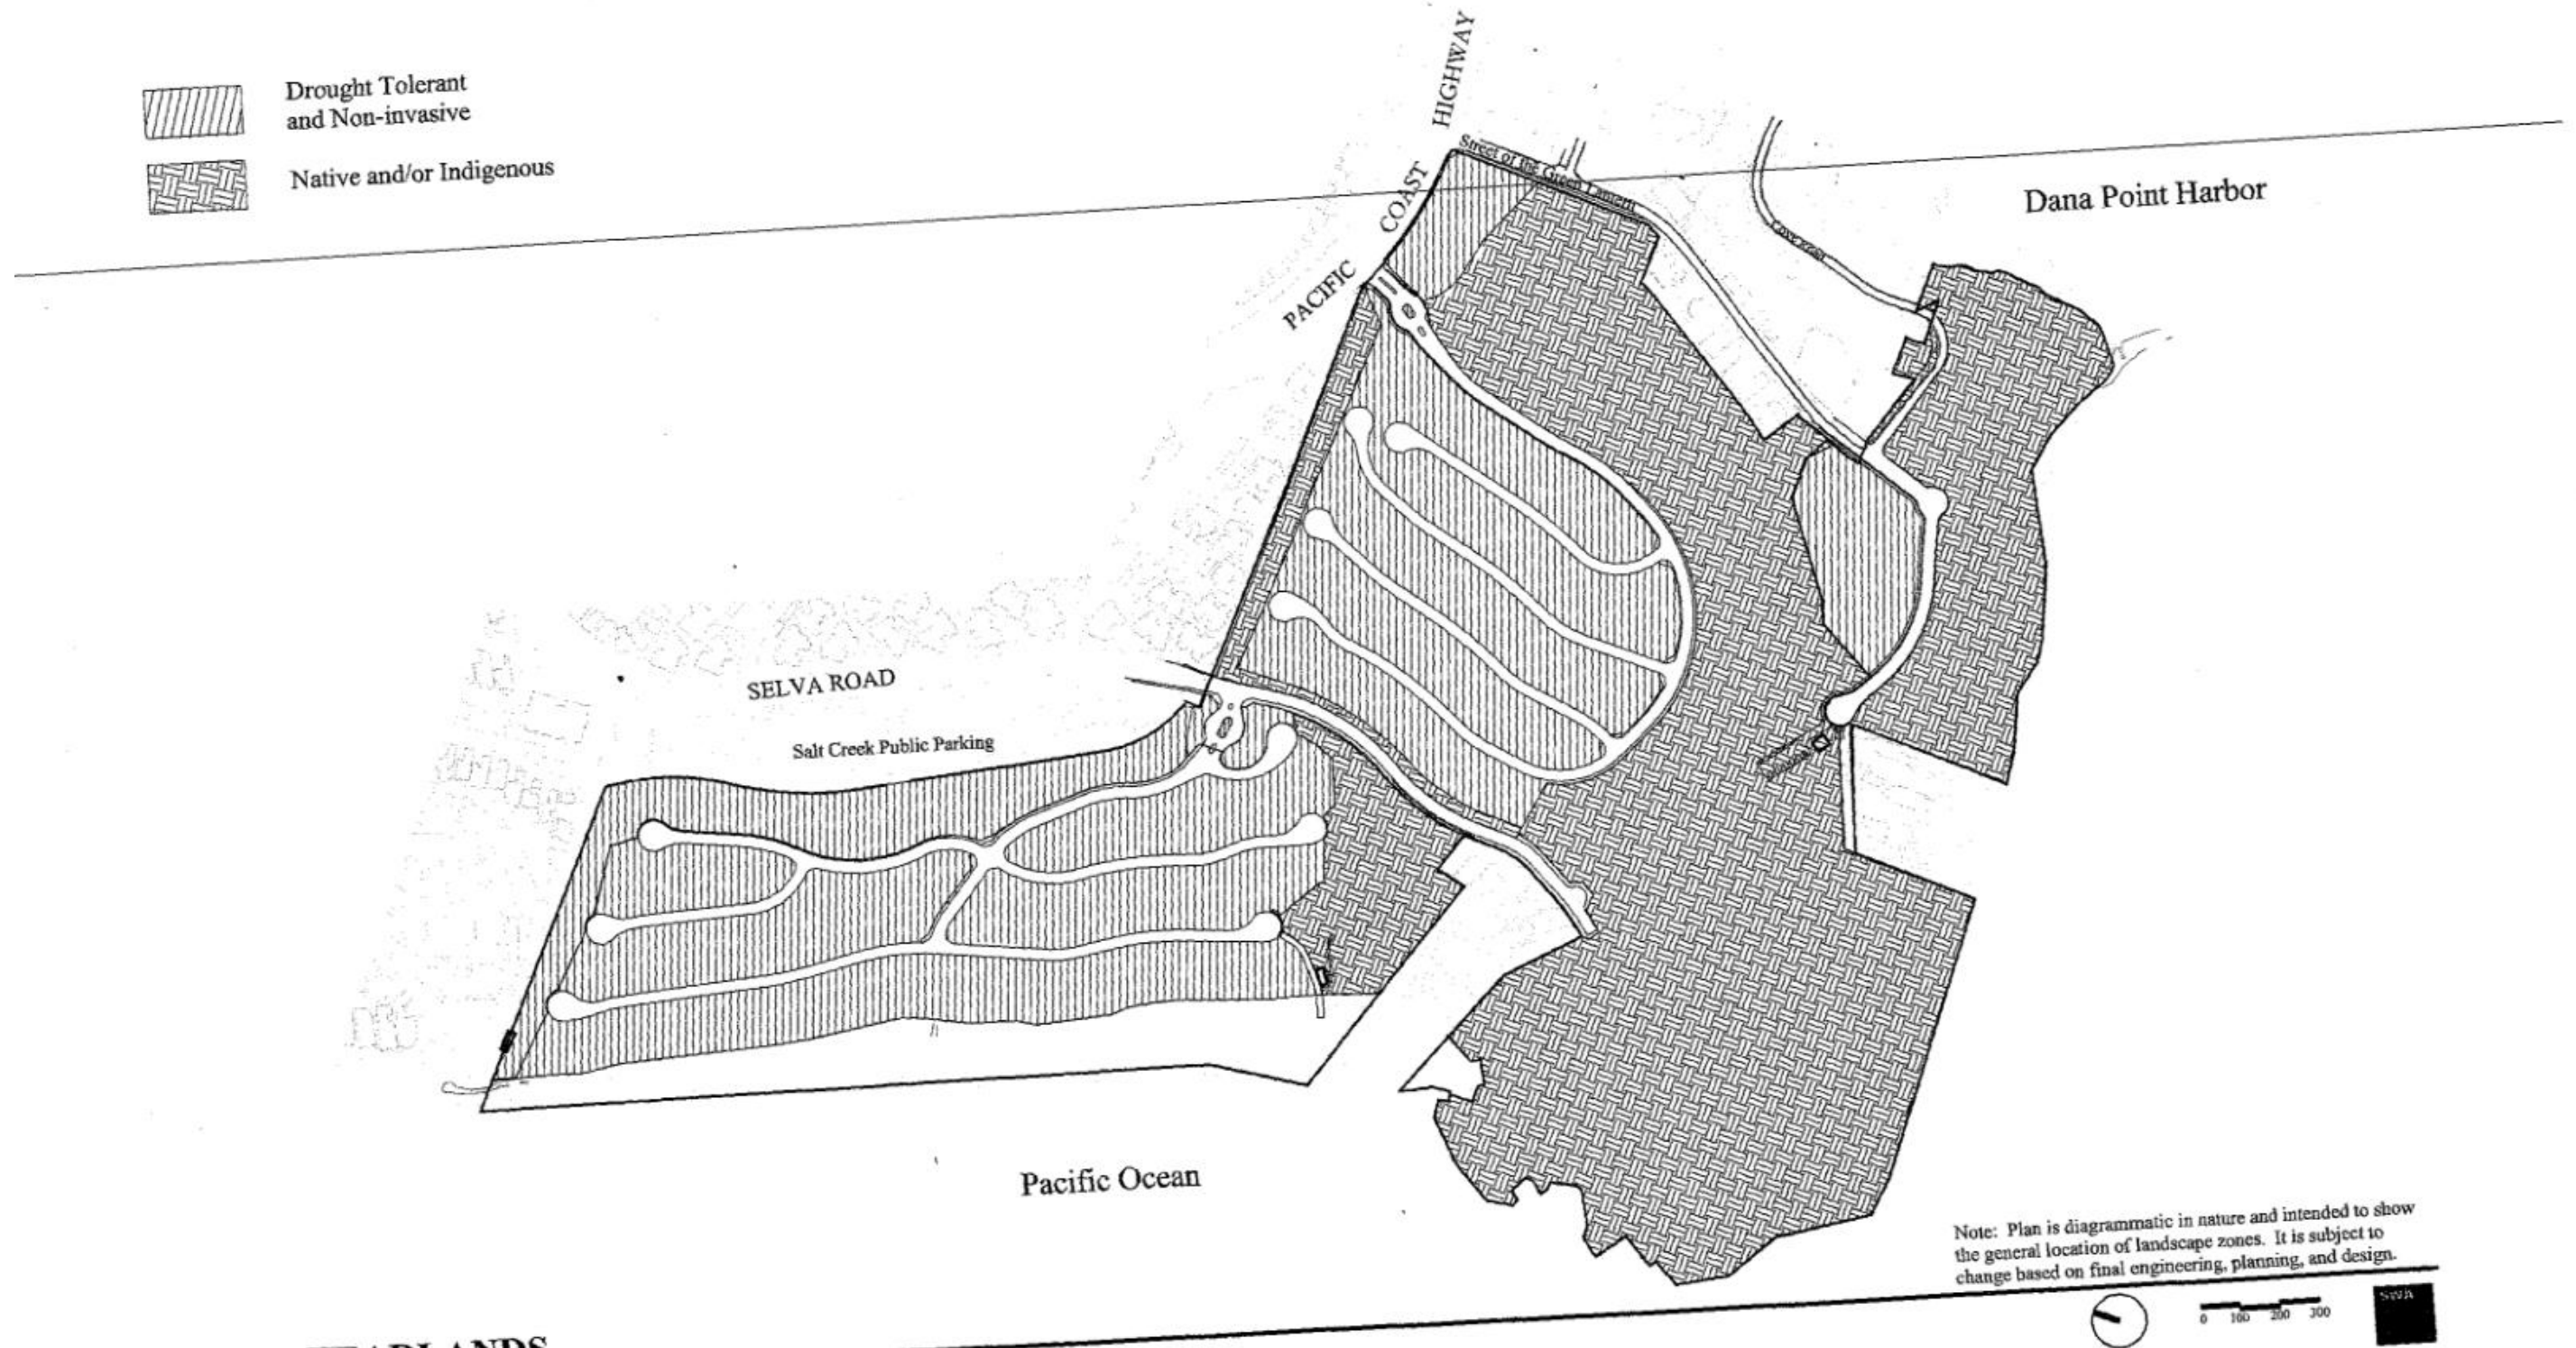 Drought Tolerant
and Non-invasive
Native and/or Indigenous
PACIFIC COAST HIGHWAY
Street of the Green Lantern
Cove Road
Dana Point Harbor
SELVA ROAD
Salt Creek Public Parking
Pacific Ocean
Note: Plan is diagrammatic in nature and intended to show
the general location of landscape zones. It is subject to
change based on final engineering, planning, and design.
0 100 200 300
SWA